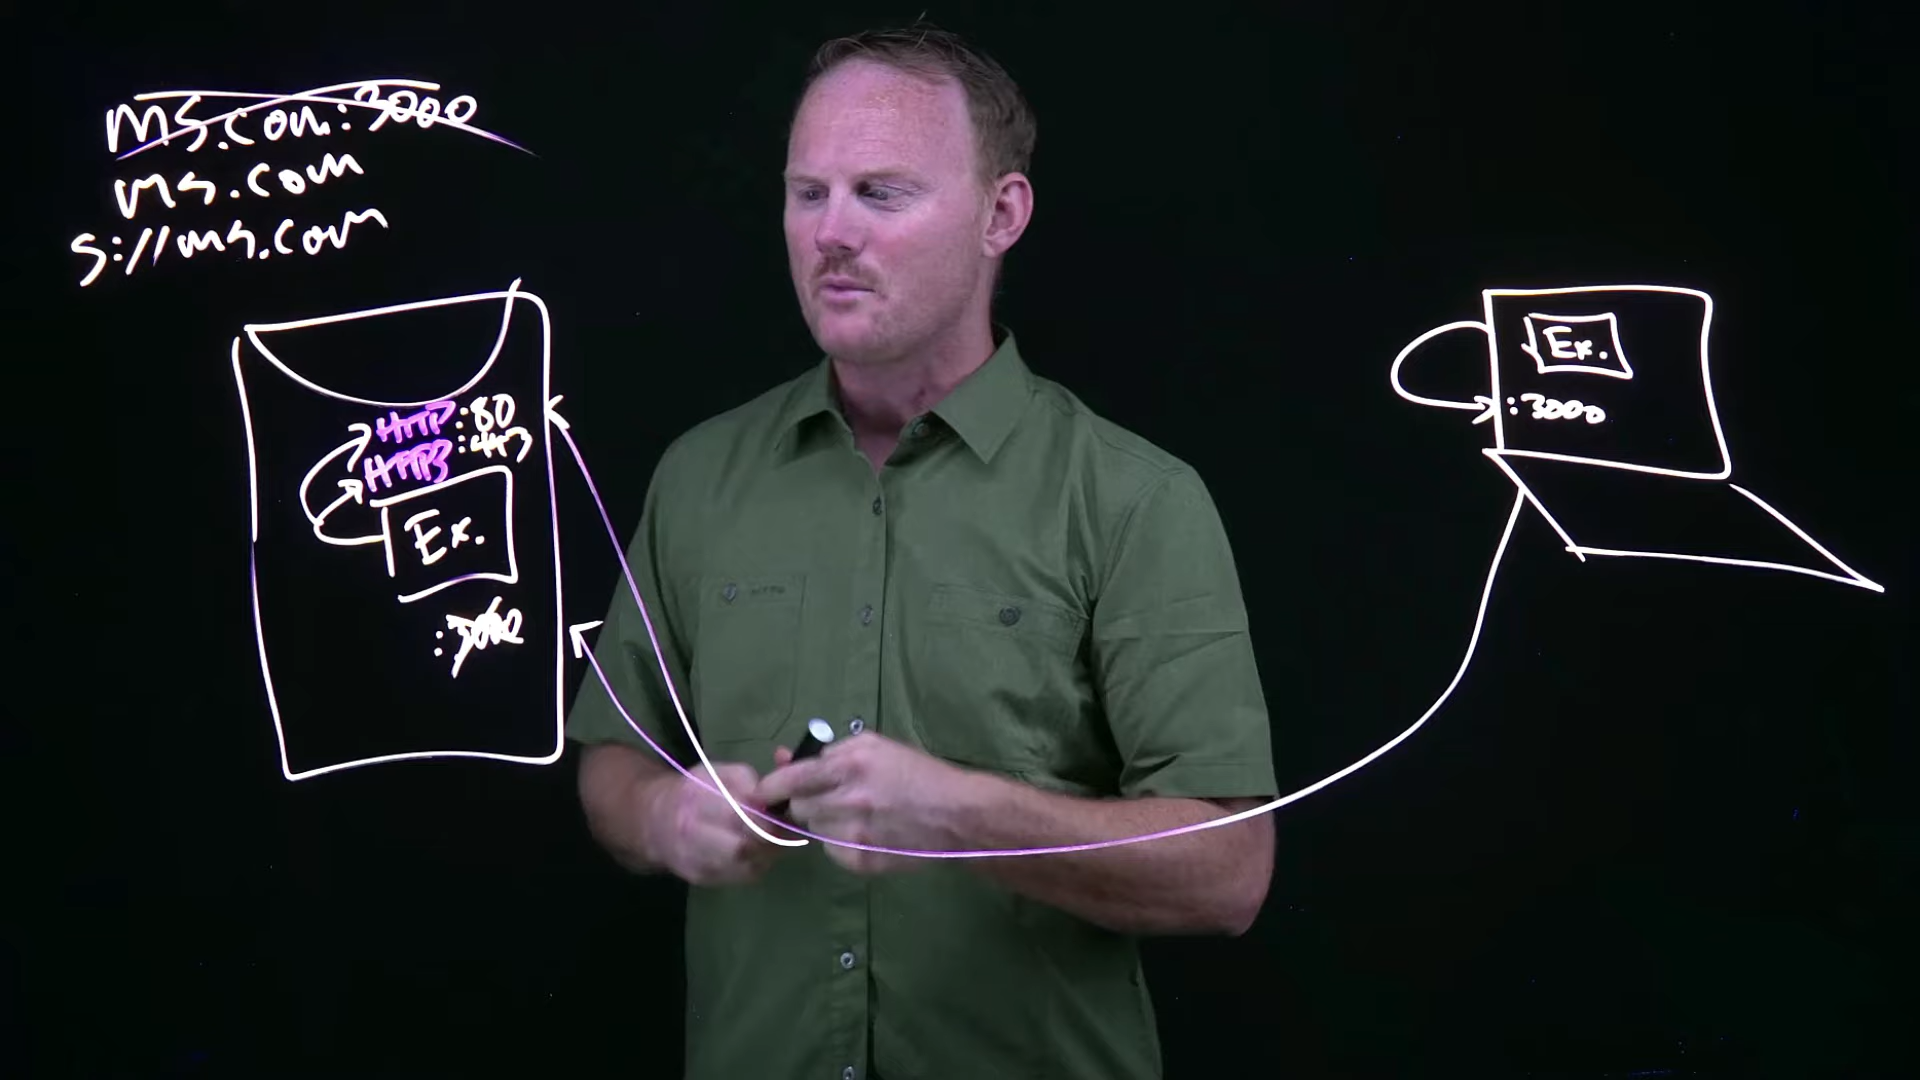 ms.com:3000
ms.com
s://ms.com
HTTP :80
HTTPS :443
Ex.
:3000
Ex.
:3000